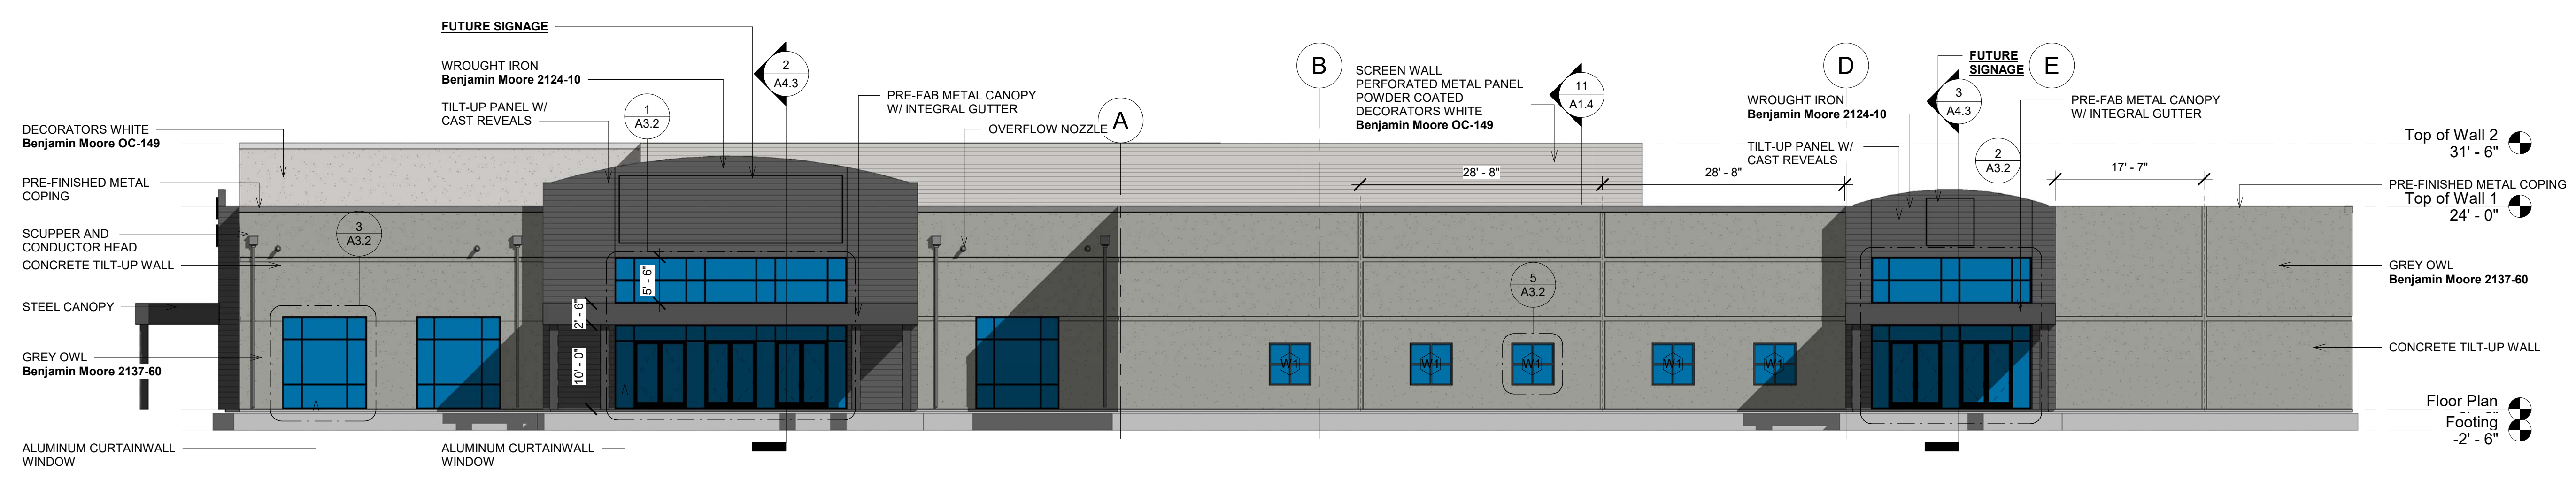 FUTURE SIGNAGE
WROUGHT IRON
Benjamin Moore 2124-10
TILT-UP PANEL W/
CAST REVEALS
DECORATORS WHITE
Benjamin Moore OC-149
PRE-FINISHED METAL
COPING
SCUPPER AND
CONDUCTOR HEAD
CONCRETE TILT-UP WALL
STEEL CANOPY
GREY OWL
Benjamin Moore 2137-60
ALUMINUM CURTAINWALL
WINDOW
ALUMINUM CURTAINWALL
WINDOW
3
A3.2
1
A3.2
2
A4.3
PRE-FAB METAL CANOPY
W/ INTEGRAL GUTTER
OVERFLOW NOZZLE
5' - 6"
2' - 6"
10' - 0"
A
B
SCREEN WALL
PERFORATED METAL PANEL
POWDER COATED
DECORATORS WHITE
Benjamin Moore OC-149
11
A1.4
28' - 8"
28' - 8"
5
A3.2
W1
W1
W1
W1
W1
D
WROUGHT IRON
Benjamin Moore 2124-10
TILT-UP PANEL W/
CAST REVEALS
FUTURE
SIGNAGE
3
A4.3
2
A3.2
E
PRE-FAB METAL CANOPY
W/ INTEGRAL GUTTER
17' - 7"
Top of Wall 2
31' - 6"
PRE-FINISHED METAL COPING
Top of Wall 1
24' - 0"
GREY OWL
Benjamin Moore 2137-60
CONCRETE TILT-UP WALL
Floor Plan
Footing
-2' - 6"